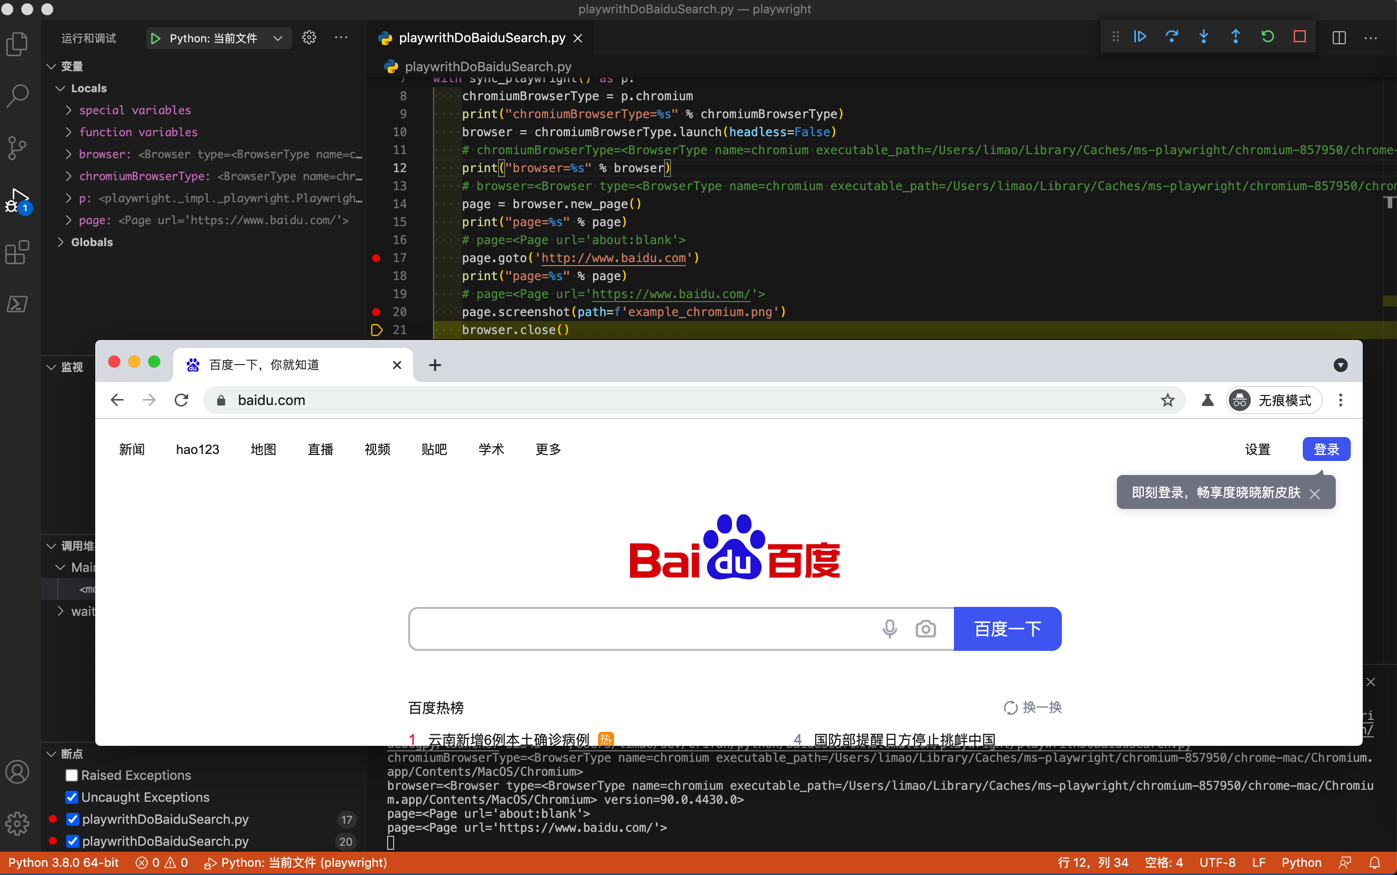 playwrithDoBaiduSearch.py — playwright
运行和调试
Python: 当前文件
playwrithDoBaiduSearch.py
变量
Locals
special variables
function variables
browser: <Browser type=<BrowserType name=c…
chromiumBrowserType: <BrowserType name=chr…
p: <playwright._impl._playwright.Playwrigh…
page: <Page url='https://www.baidu.com/'>
Globals
监视
调用堆
Main
<mo
wait
断点
Raised Exceptions
Uncaught Exceptions
playwrithDoBaiduSearch.py 17
playwrithDoBaiduSearch.py 20
1
playwrithDoBaiduSearch.py
7 with sync_playwright() as p:
8 chromiumBrowserType = p.chromium
9 print("chromiumBrowserType=%s" % chromiumBrowserType)
10 browser = chromiumBrowserType.launch(headless=False)
11 # chromiumBrowserType=<BrowserType name=chromium executable_path=/Users/limao/Library/Caches/ms-playwright/chromium-857950/chrome-
12 print("browser=%s" % browser)
13 # browser=<Browser type=<BrowserType name=chromium executable_path=/Users/limao/Library/Caches/ms-playwright/chromium-857950/chrome
14 page = browser.new_page()
15 print("page=%s" % page)
16 # page=<Page url='about:blank'>
17 page.goto('http://www.baidu.com')
18 print("page=%s" % page)
19 # page=<Page url='https://www.baidu.com/'>
20 page.screenshot(path=f'example_chromium.png')
21 browser.close()
百度一下，你就知道
baidu.com
无痕模式
新闻 hao123 地图 直播 视频 贴吧 学术 更多
设置 登录
即刻登录，畅享度晓晓新皮肤
Bai du 百度
百度一下
百度热榜
换一换
1 云南新增6例本土确诊病例 热
4 国防部提醒日方停止挑衅中国
chromiumBrowserType=<BrowserType name=chromium executable_path=/Users/limao/Library/Caches/ms-playwright/chromium-857950/chrome-mac/Chromium.
app/Contents/MacOS/Chromium>
browser=<Browser type=<BrowserType name=chromium executable_path=/Users/limao/Library/Caches/ms-playwright/chromium-857950/chrome-mac/Chromiu
m.app/Contents/MacOS/Chromium> version=90.0.4430.0>
page=<Page url='about:blank'>
page=<Page url='https://www.baidu.com/'>
Python 3.8.0 64-bit 0 0 Python: 当前文件 (playwright)
行 12，列 34 空格: 4 UTF-8 LF Python